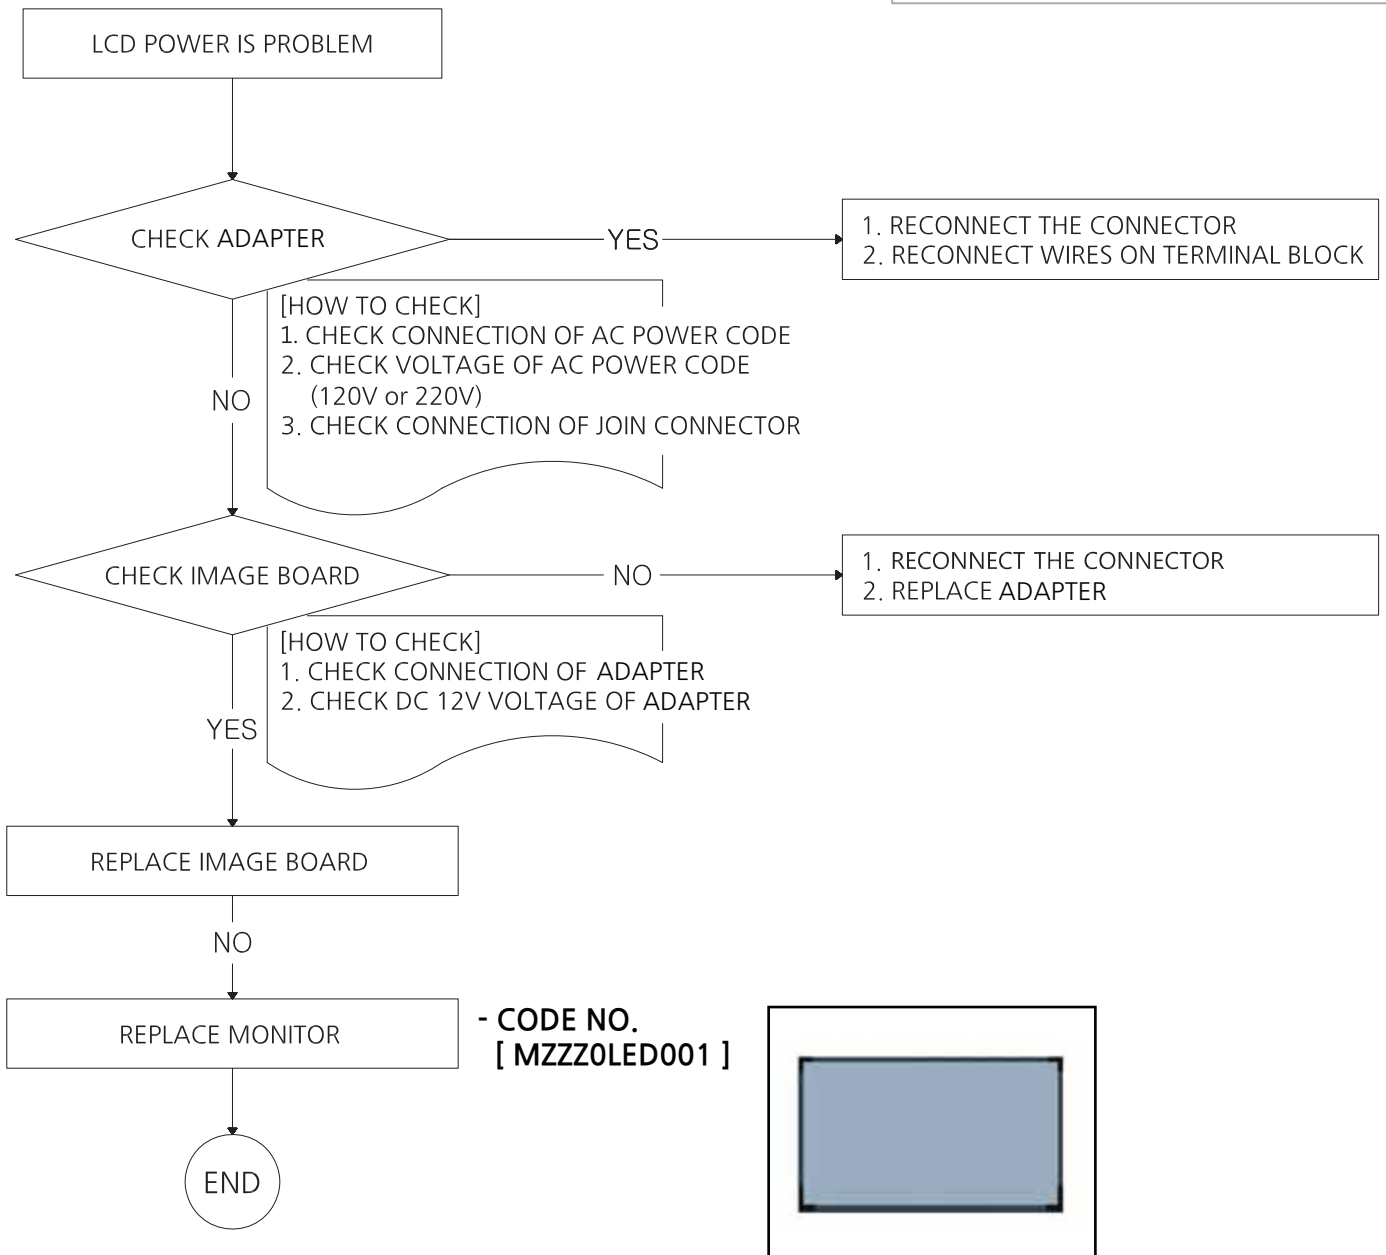 LCD POWER IS PROBLEM
CHECK ADAPTER
YES
1. RECONNECT THE CONNECTOR
2. RECONNECT WIRES ON TERMINAL BLOCK
[HOW TO CHECK]
1. CHECK CONNECTION OF AC POWER CODE
2. CHECK VOLTAGE OF AC POWER CODE
(120V or 220V)
3. CHECK CONNECTION OF JOIN CONNECTOR
NO
CHECK IMAGE BOARD
NO
1. RECONNECT THE CONNECTOR
2. REPLACE ADAPTER
[HOW TO CHECK]
1. CHECK CONNECTION OF ADAPTER
2. CHECK DC 12V VOLTAGE OF ADAPTER
YES
REPLACE IMAGE BOARD
NO
REPLACE MONITOR
- CODE NO.
[ MZZZ0LED001 ]
END